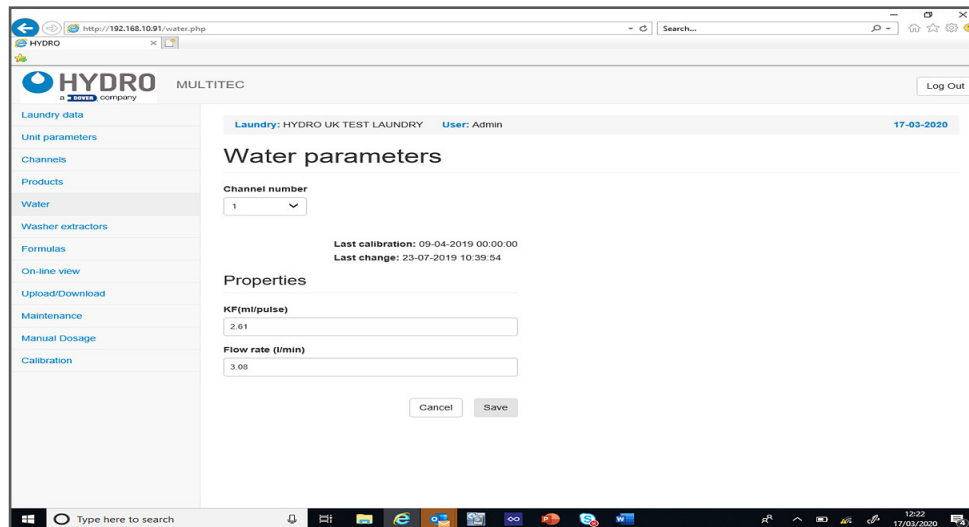 http://192.168.10.91/water.php
Search...
HYDRO
HYDRO
a DOVER company
MULTITEC
Log Out
Laundry data
Unit parameters
Channels
Products
Water
Washer extractors
Formulas
On-line view
Upload/Download
Maintenance
Manual Dosage
Calibration
Laundry: HYDRO UK TEST LAUNDRY User: Admin 17-03-2020
Water parameters
Channel number
1
Last calibration: 09-04-2019 00:00:00
Last change: 23-07-2019 10:39:54
Properties
KF(ml/pulse)
2.61
Flow rate (l/min)
3.08
Cancel Save
Type here to search
12:22
17/03/2020